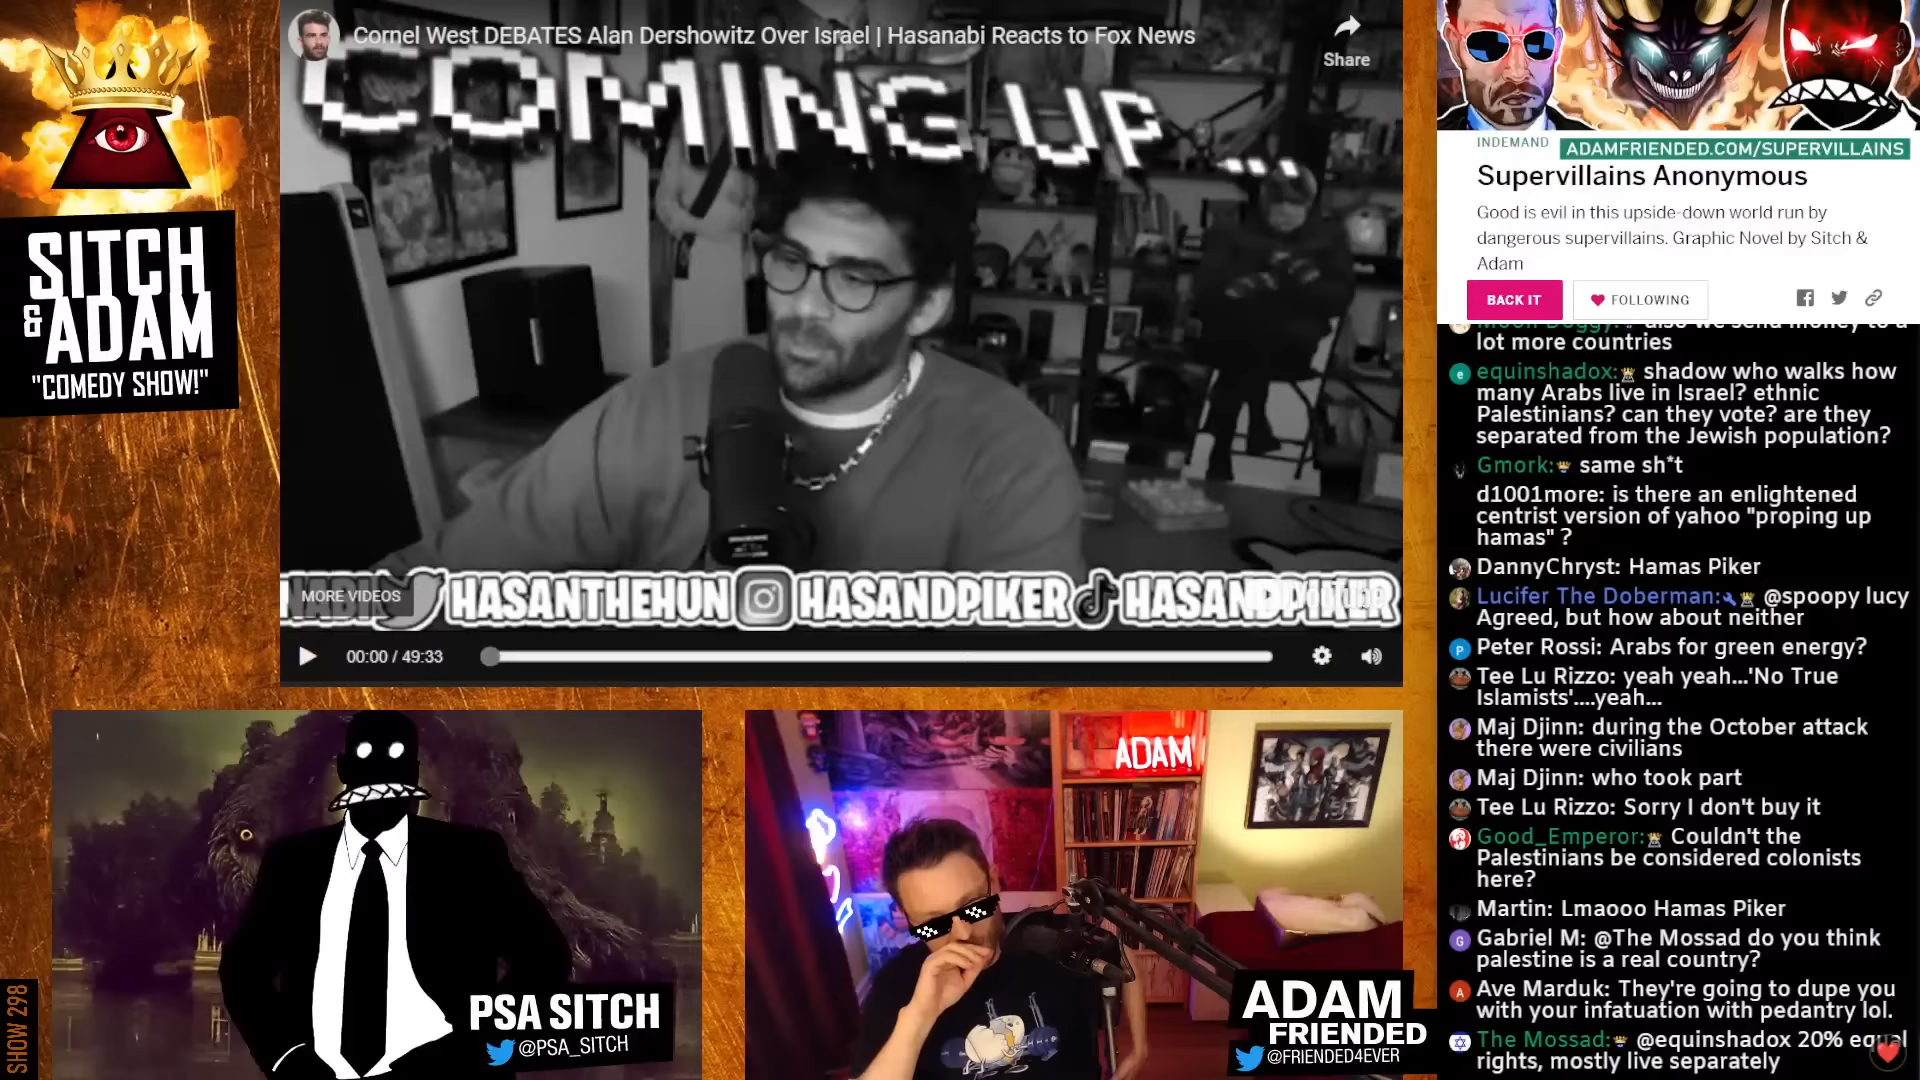 SITCH
& ADAM
"COMEDY SHOW!"
SHOW 298
Cornel West DEBATES Alan Dershowitz Over Israel | Hasanabi Reacts to Fox News
Share
COMING UP ...
MORE VIDEOS
HASANTHEHUN
HASANDPIKER
HASANDPIKER
00:00 / 49:33
PSA SITCH
@PSA_SITCH
ADAM
ADAM
FRIENDED
@FRIENDED4EVER
INDEMAND
ADAMFRIENDED.COM/SUPERVILLAINS
Supervillains Anonymous
Good is evil in this upside-down world run by
dangerous supervillains. Graphic Novel by Sitch &
Adam
BACK IT
FOLLOWING
Moon Doggy: also we send money to a
lot more countries
equinshadox: shadow who walks how
many Arabs live in Israel? ethnic
Palestinians? can they vote? are they
separated from the Jewish population?
Gmork: same sh*t
d1001more: is there an enlightened
centrist version of yahoo "proping up
hamas" ?
DannyChryst: Hamas Piker
Lucifer The Doberman: @spoopy lucy
Agreed, but how about neither
Peter Rossi: Arabs for green energy?
Tee Lu Rizzo: yeah yeah...'No True
Islamists'....yeah...
Maj Djinn: during the October attack
there were civilians
Maj Djinn: who took part
Tee Lu Rizzo: Sorry I don't buy it
Good_Emperor: Couldn't the
Palestinians be considered colonists
here?
Martin: Lmaooo Hamas Piker
Gabriel M: @The Mossad do you think
palestine is a real country?
Ave Marduk: They're going to dupe you
with your infatuation with pedantry lol.
The Mossad: @equinshadox 20% equal
rights, mostly live separately